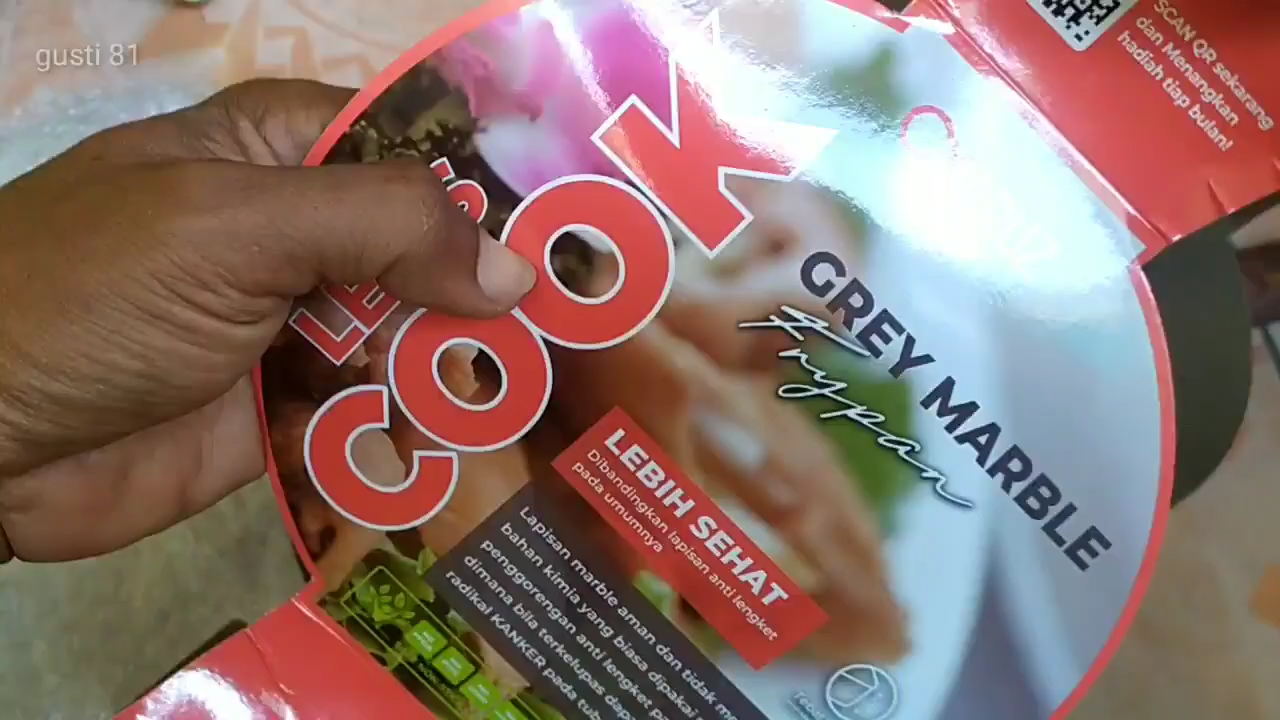 gusti 81
SCAN QR sekarang
dan Menangkan
hadiah tiap bulan!
COOK
GREY MARBLE
Frypan
LEBIH SEHAT
Dibandingkan lapisan anti lengket
pada umumnya
Lapisan marble aman dan tidak
bahan kimia yang biasa dipakai
penggorengan anti lengket
dimana bila terkelupas
radikal KANKER pada